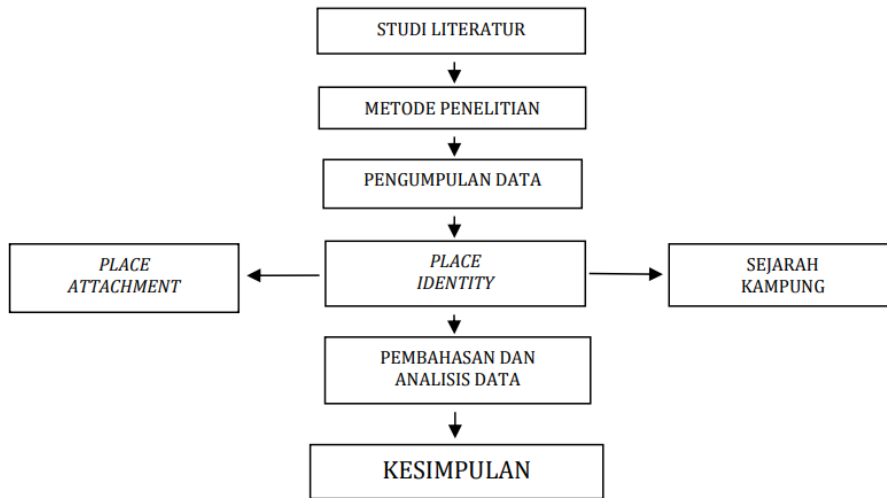 STUDI LITERATUR
METODE PENELITIAN
PENGUMPULAN DATA
PLACE
ATTACHMENT
PLACE
IDENTITY
SEJARAH
KAMPUNG
PEMBAHASAN DAN
ANALISIS DATA
KESIMPULAN